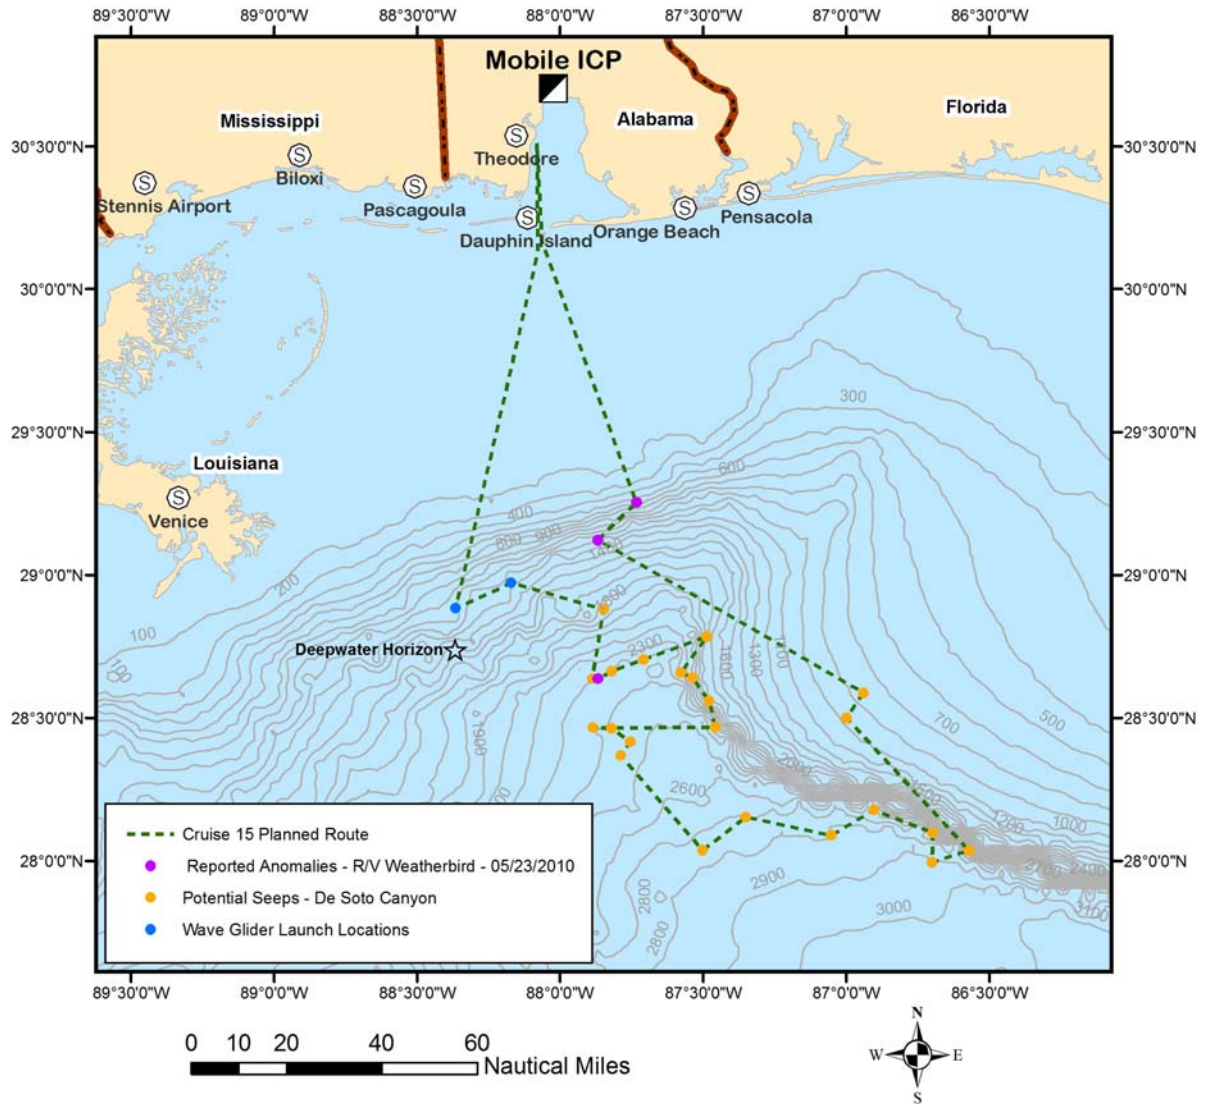 89°30'0"W 89°0'0"W 88°30'0"W 88°0'0"W 87°30'0"W 87°0'0"W 86°30'0"W
Mobile ICP
Mississippi
Alabama
Florida
30°30'0"N
30°30'0"N
S
Theodore
S
Biloxi
S
Stennis Airport
S
Pascagoula
S
Dauphin Island
S
Orange Beach
S
Pensacola
30°0'0"N
30°0'0"N
300
29°30'0"N
29°30'0"N
Louisiana
600
S
Venice
400
900
600
1400
29°0'0"N
29°0'0"N
200
100
2300
Deepwater Horizon
1600
1300
100
28°30'0"N
28°30'0"N
500
700
1900
2600
1200
1000
28°0'0"N
28°0'0"N
2700
2400
2900
2800
3000
3100
2800
Cruise 15 Planned Route
Reported Anomalies - R/V Weatherbird - 05/23/2010
Potential Seeps - De Soto Canyon
Wave Glider Launch Locations
89°30'0"W 89°0'0"W 88°30'0"W 88°0'0"W 87°30'0"W 87°0'0"W 86°30'0"W
0 10 20 40 60
Nautical Miles
N
W E
S